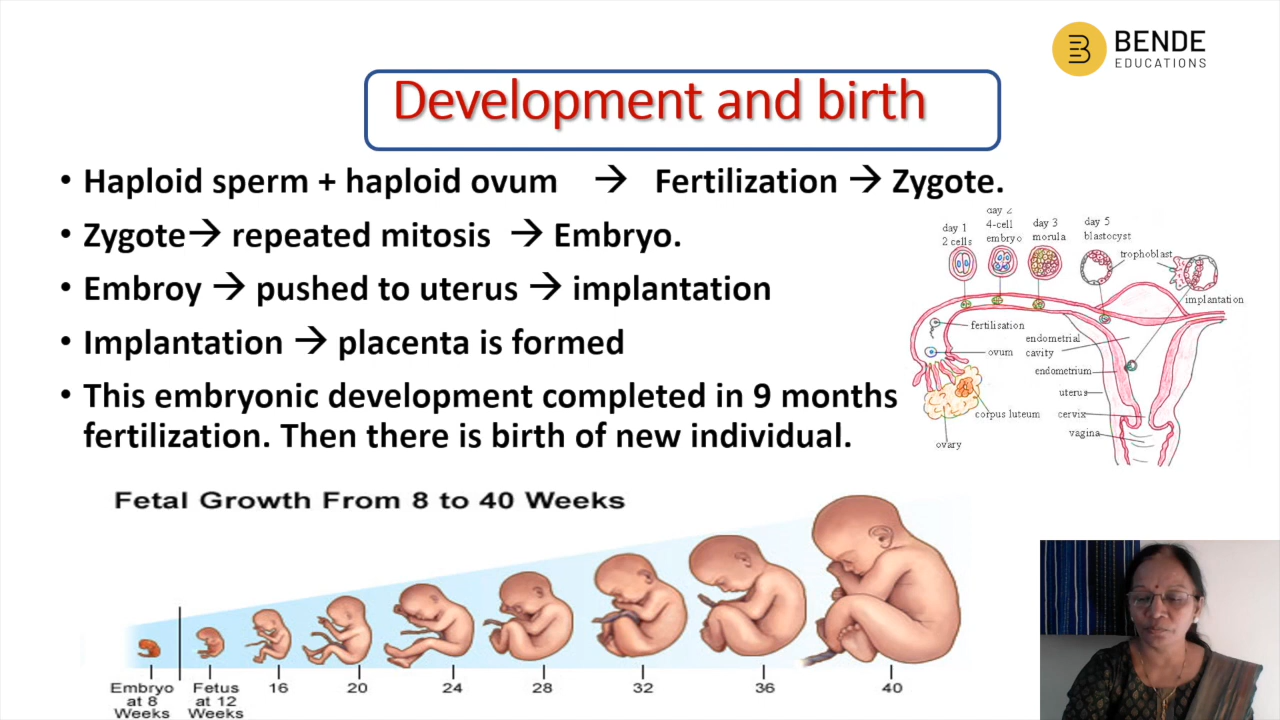 BENDE
EDUCATIONS
Development and birth
• Haploid sperm + haploid ovum → Fertilization → Zygote.
• Zygote→ repeated mitosis → Embryo.
• Embroy → pushed to uterus → implantation
• Implantation → placenta is formed
• This embryonic development completed in 9 months
fertilization. Then there is birth of new individual.
day 1
2 cells
day 2
4-cell
embryo
day 3
morula
day 5
blastocyst
trophoblast
implantation
fertilisation
ovum
endometrial
cavity
endometrium
uterus
corpus luteum
cervix
vagina
ovary
Fetal Growth From 8 to 40 Weeks
Embryo
at 8
Weeks
Fetus
at 12
Weeks
16
20
24
28
32
36
40